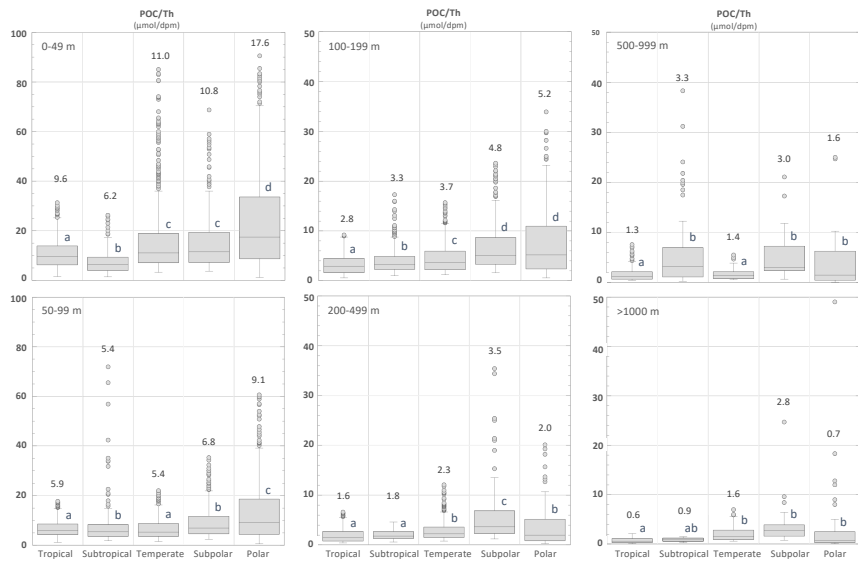 POC/Th
(μmol/dpm)
0-49 m
100
80
60
40
20
0
9.6
6.2
11.0
10.8
17.6
a
b
c
c
d
POC/Th
(μmol/dpm)
100-199 m
50
40
30
20
10
0
2.8
3.3
3.7
4.8
5.2
a
b
c
d
d
POC/Th
(μmol/dpm)
500-999 m
50
40
30
20
10
0
1.3
3.3
1.4
3.0
1.6
a
b
a
b
b
50-99 m
100
80
60
40
20
0
5.9
5.4
5.4
6.8
9.1
a
b
a
b
c
Tropical Subtropical Temperate Subpolar Polar
200-499 m
50
40
30
20
10
0
1.6
1.8
2.3
3.5
2.0
a
a
b
c
b
Tropical Subtropical Temperate Subpolar Polar
>1000 m
50
40
30
20
10
0
0.6
0.9
1.6
2.8
0.7
a
ab
b
b
b
Tropical Subtropical Temperate Subpolar Polar